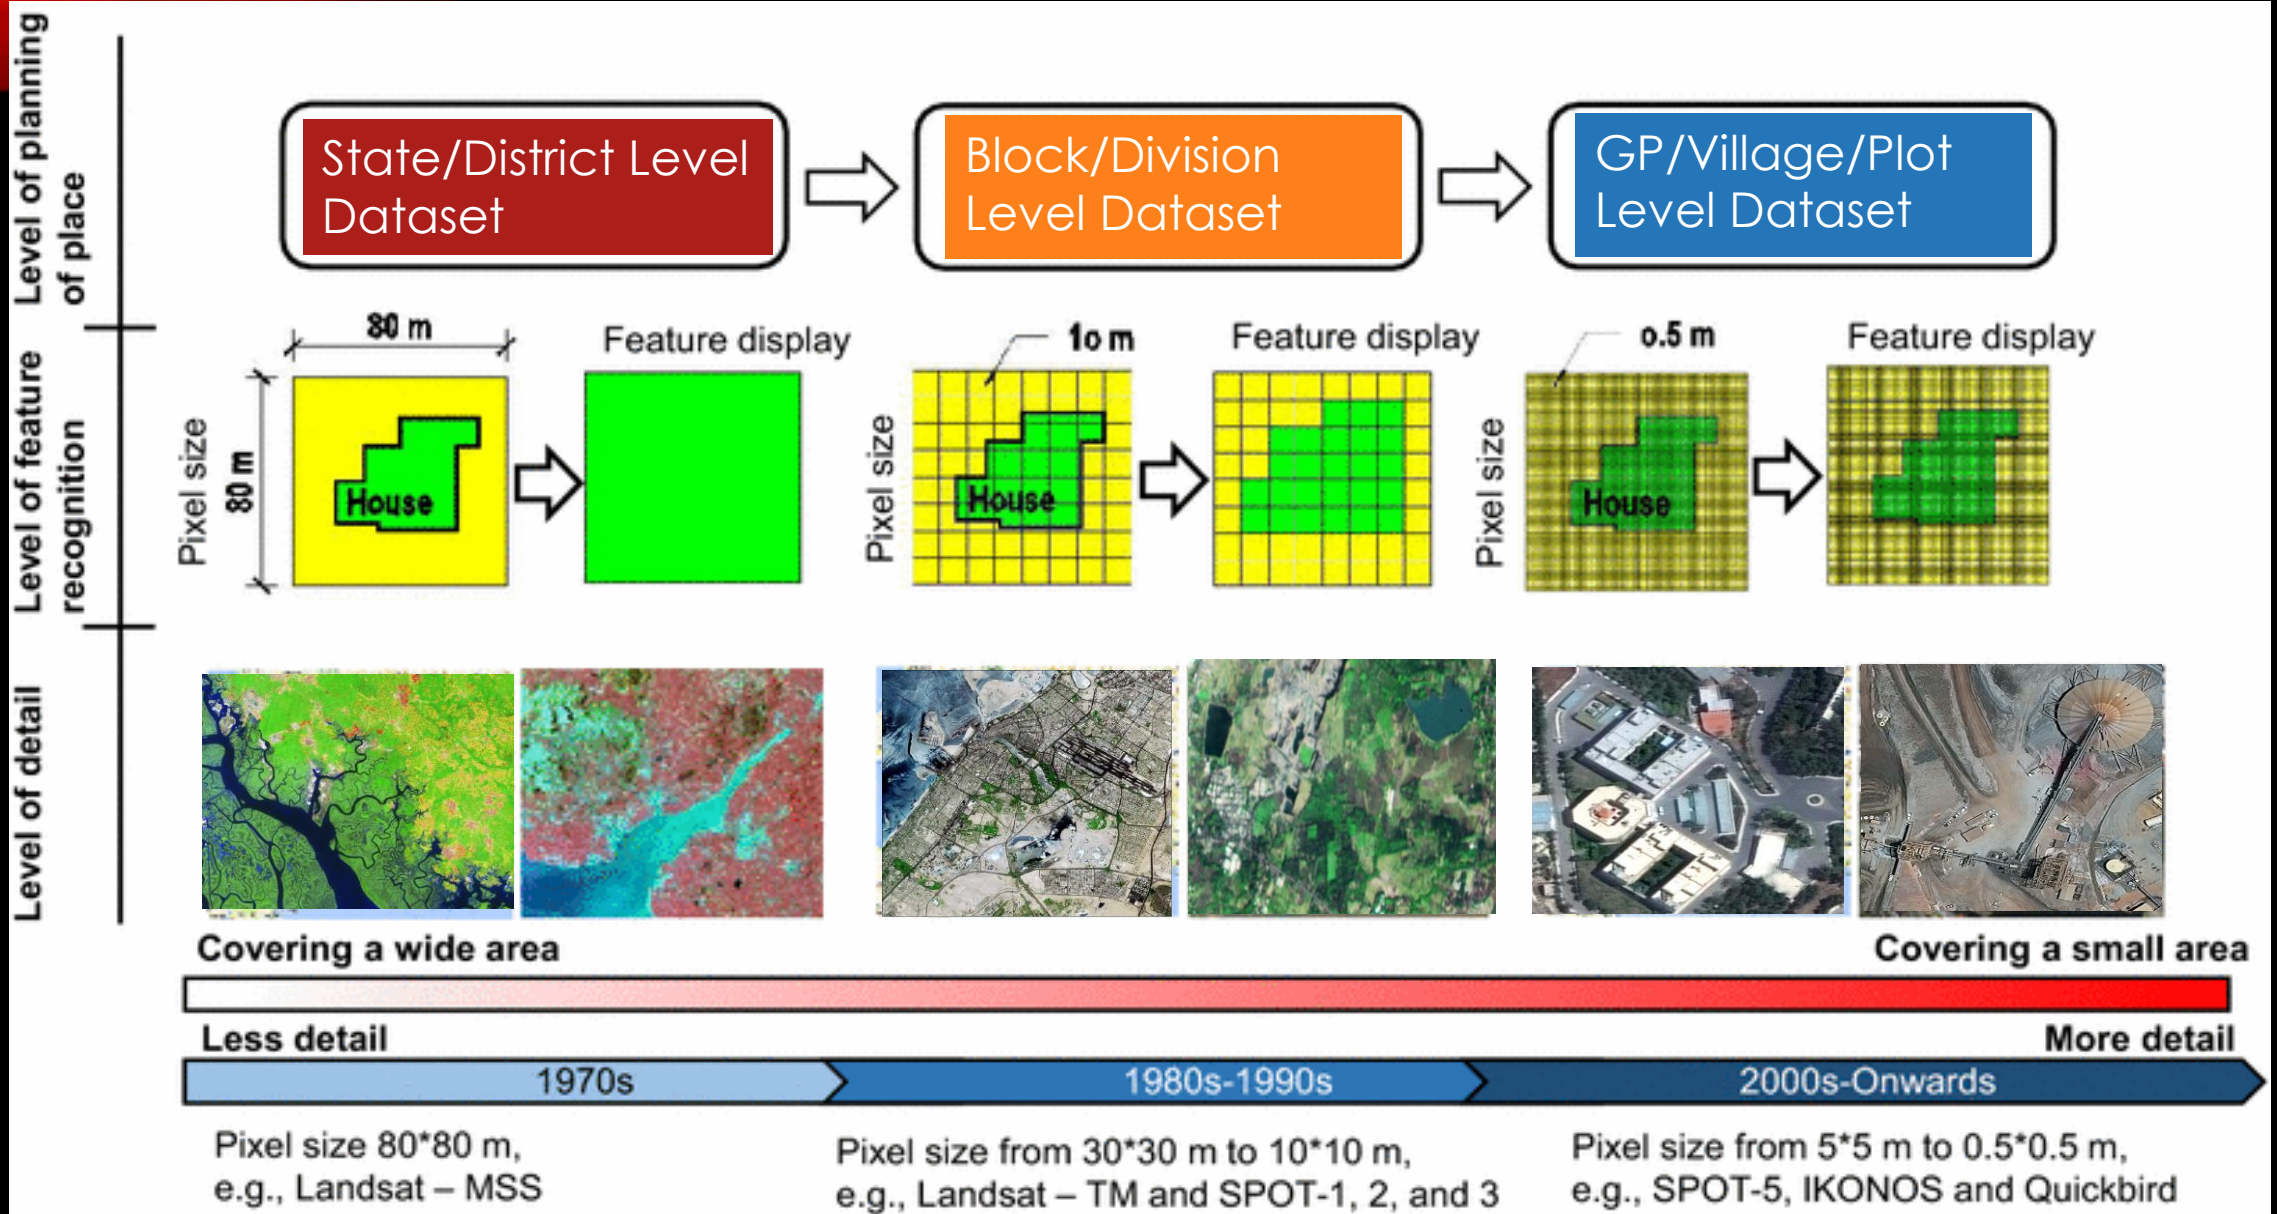 Level of planning
of place
State/District Level
Dataset
Block/Division
Level Dataset
GP/Village/Plot
Level Dataset
Level of feature
recognition
80 m
Feature display
Pixel size
80 m
House
1o m
Feature display
Pixel size
House
o.5 m
Feature display
Pixel size
House
Level of detail
Covering a wide area
Covering a small area
Less detail
More detail
1970s
1980s-1990s
2000s-Onwards
Pixel size 80*80 m,
e.g., Landsat – MSS
Pixel size from 30*30 m to 10*10 m,
e.g., Landsat – TM and SPOT-1, 2, and 3
Pixel size from 5*5 m to 0.5*0.5 m,
e.g., SPOT-5, IKONOS and Quickbird